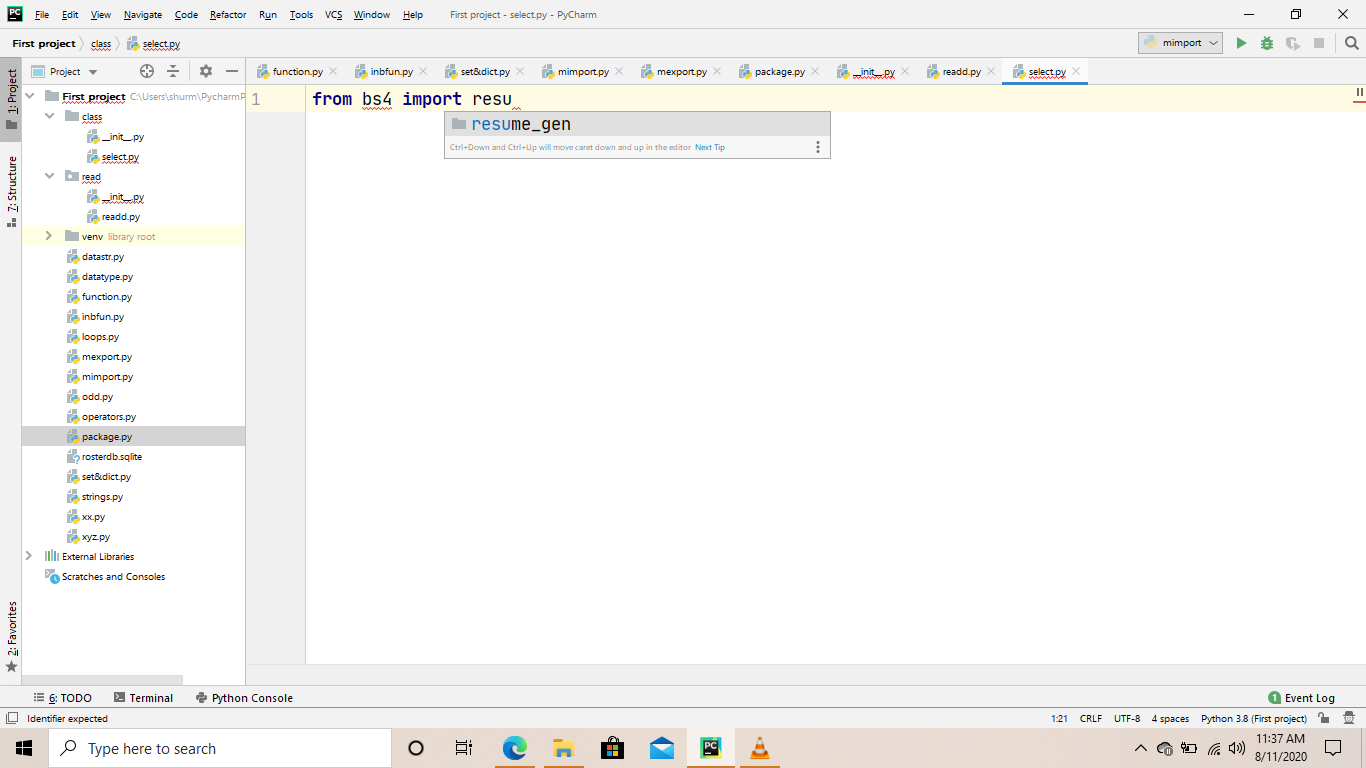 PC File Edit View Navigate Code Refactor Run Tools VCS Window Help First project - select.py - PyCharm
First project class select.py mimport
1: Project
7: Structure
2: Favorites
Project
First project C:\Users\shurm\PycharmP
class
__init__.py
select.py
read
__init__.py
readd.py
venv library root
datastr.py
datatype.py
function.py
inbfun.py
loops.py
mexport.py
mimport.py
odd.py
operators.py
package.py
rosterdb.sqlite
set&dict.py
strings.py
xx.py
xyz.py
External Libraries
Scratches and Consoles
function.py inbfun.py set&dict.py mimport.py mexport.py package.py __init__.py readd.py select.py
1 from bs4 import resu
resume_gen
Ctrl+Down and Ctrl+Up will move caret down and up in the editor Next Tip
6: TODO Terminal Python Console 1 Event Log
Identifier expected 1:21 CRLF UTF-8 4 spaces Python 3.8 (First project)
Type here to search PC 11:37 AM
8/11/2020